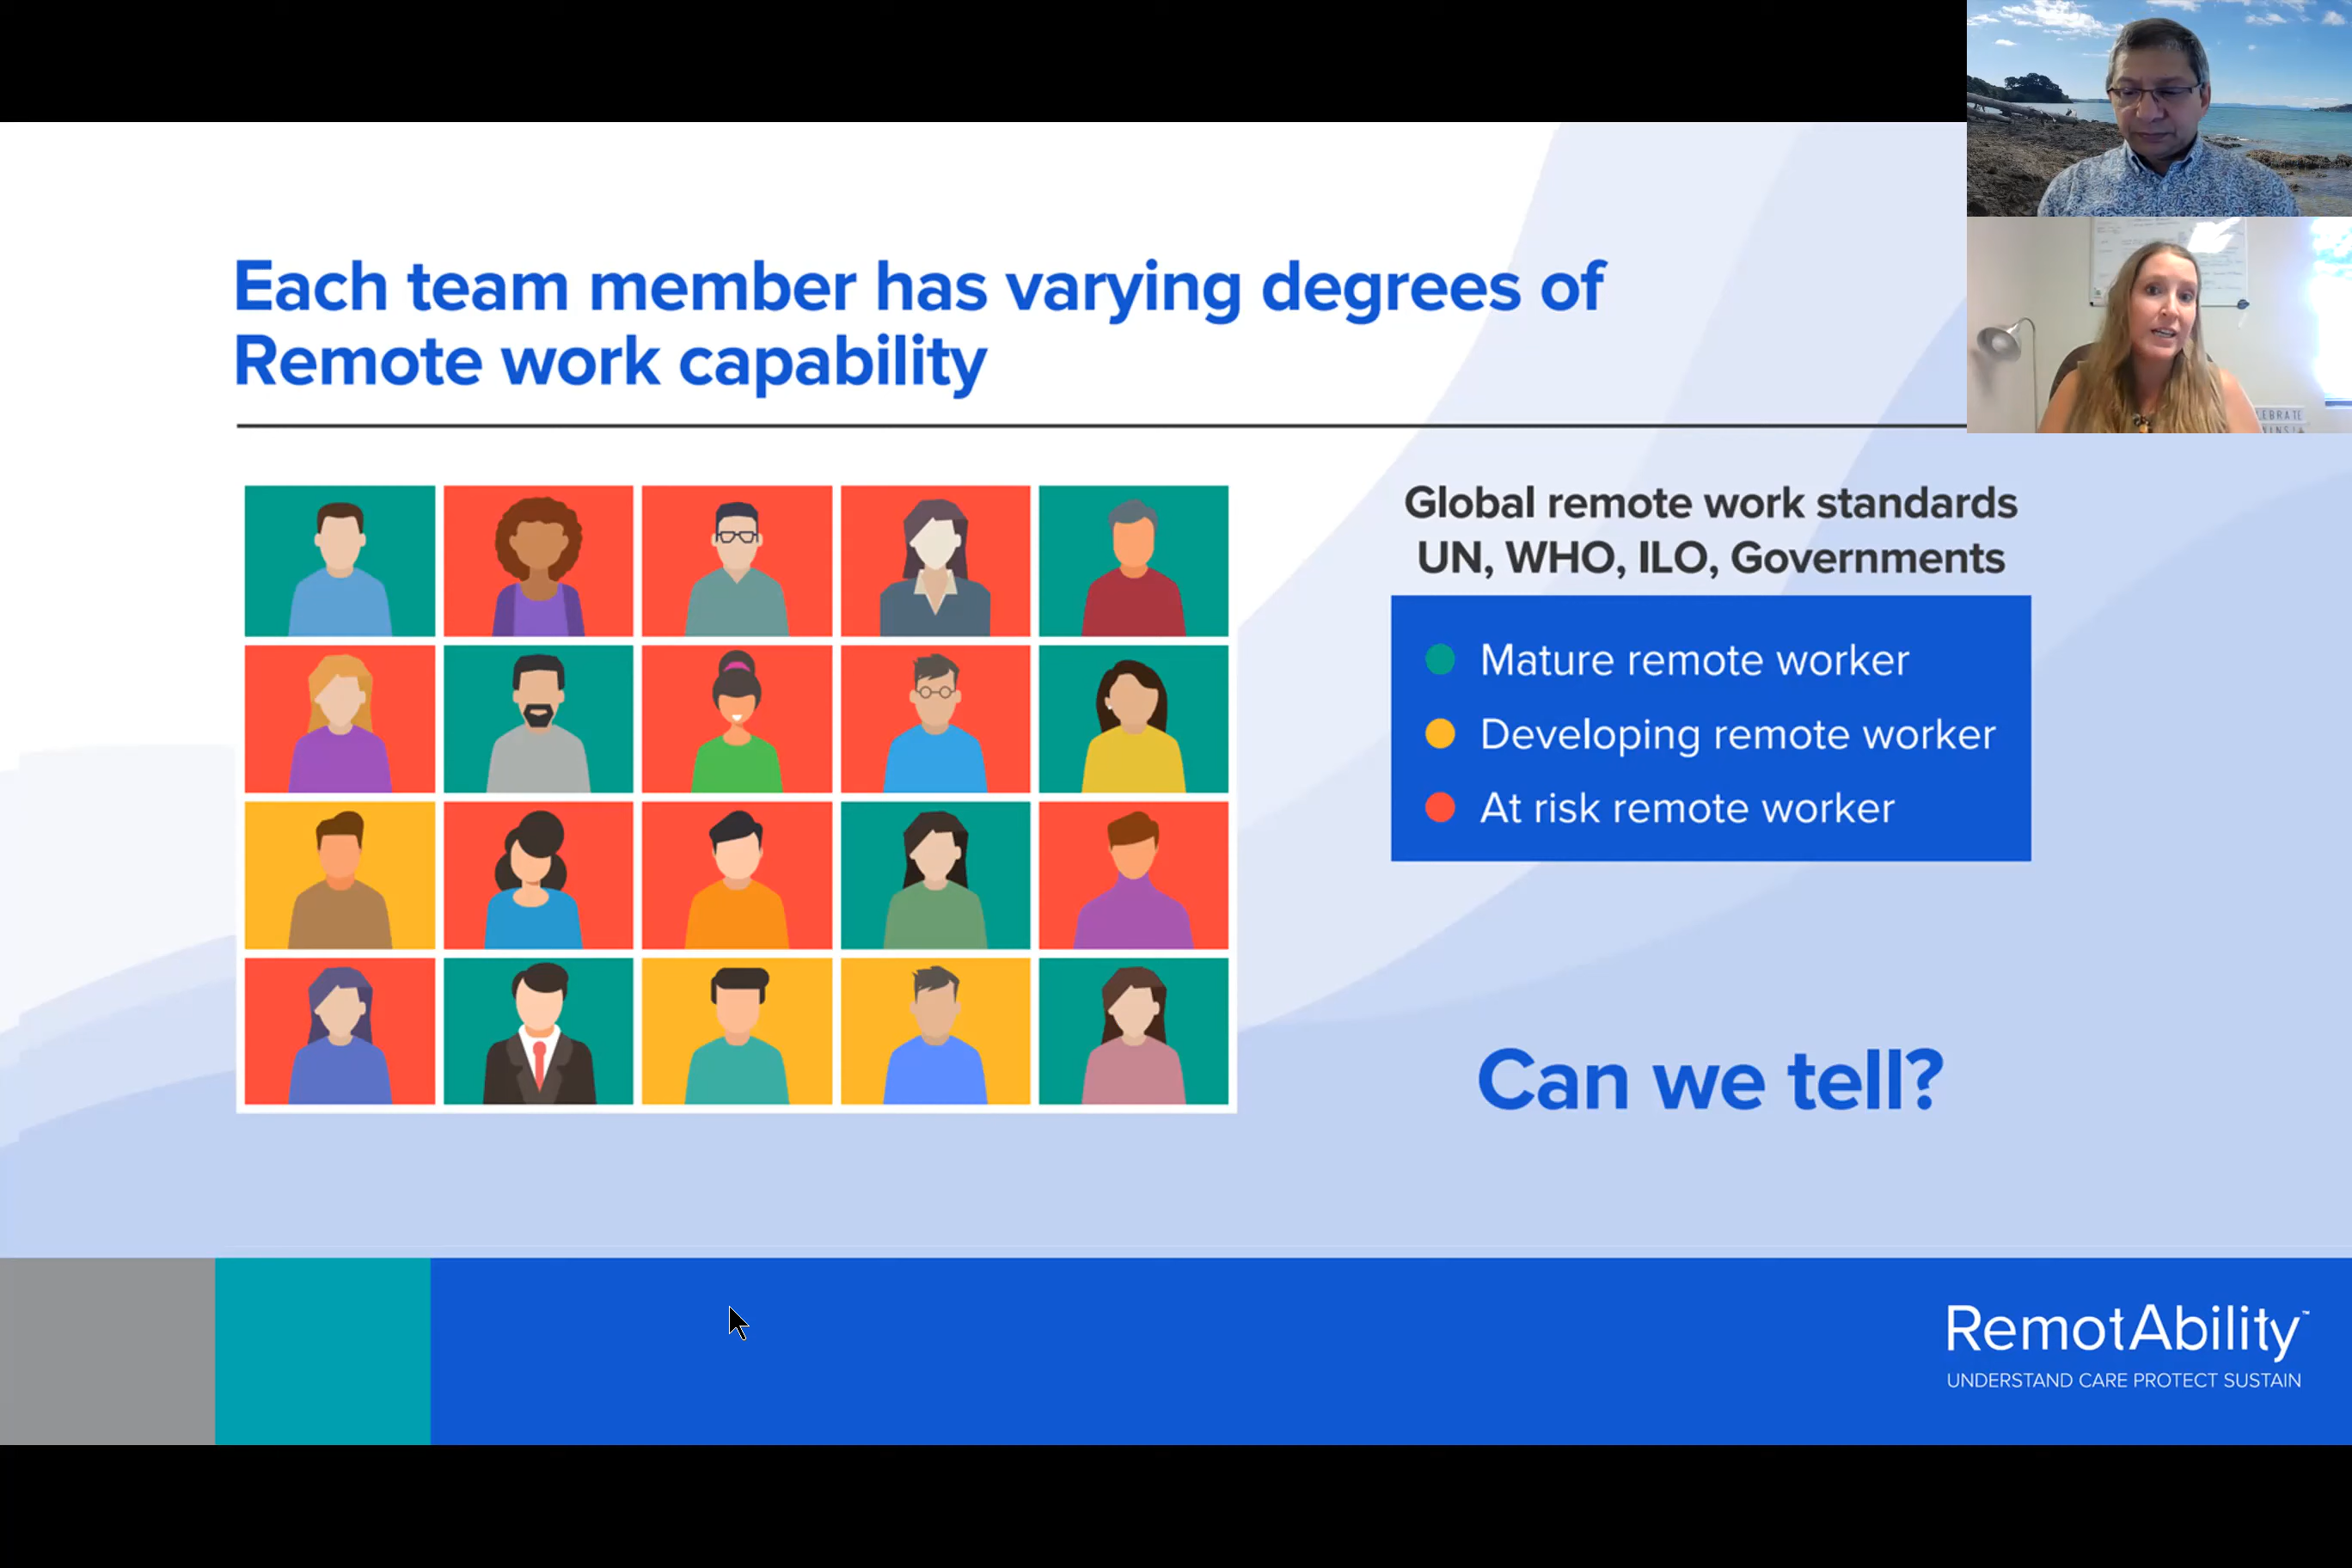 Each team member has varying degrees of
Remote work capability
Global remote work standards
UN, WHO, ILO, Governments
Mature remote worker
Developing remote worker
At risk remote worker
Can we tell?
RemotAbility™
UNDERSTAND CARE PROTECT SUSTAIN